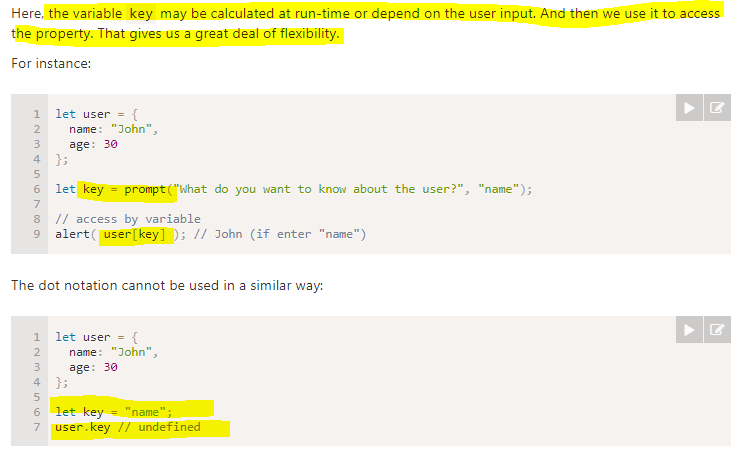 Here, the variable key may be calculated at run-time or depend on the user input. And then we use it to access
the property. That gives us a great deal of flexibility.
For instance:
1 let user = {
2   name: "John",
3   age: 30
4 };
5
6 let key = prompt("What do you want to know about the user?", "name");
7
8 // access by variable
9 alert( user[key] ); // John (if enter "name")
The dot notation cannot be used in a similar way:
1 let user = {
2   name: "John",
3   age: 30
4 };
5
6 let key = "name";
7 user.key // undefined